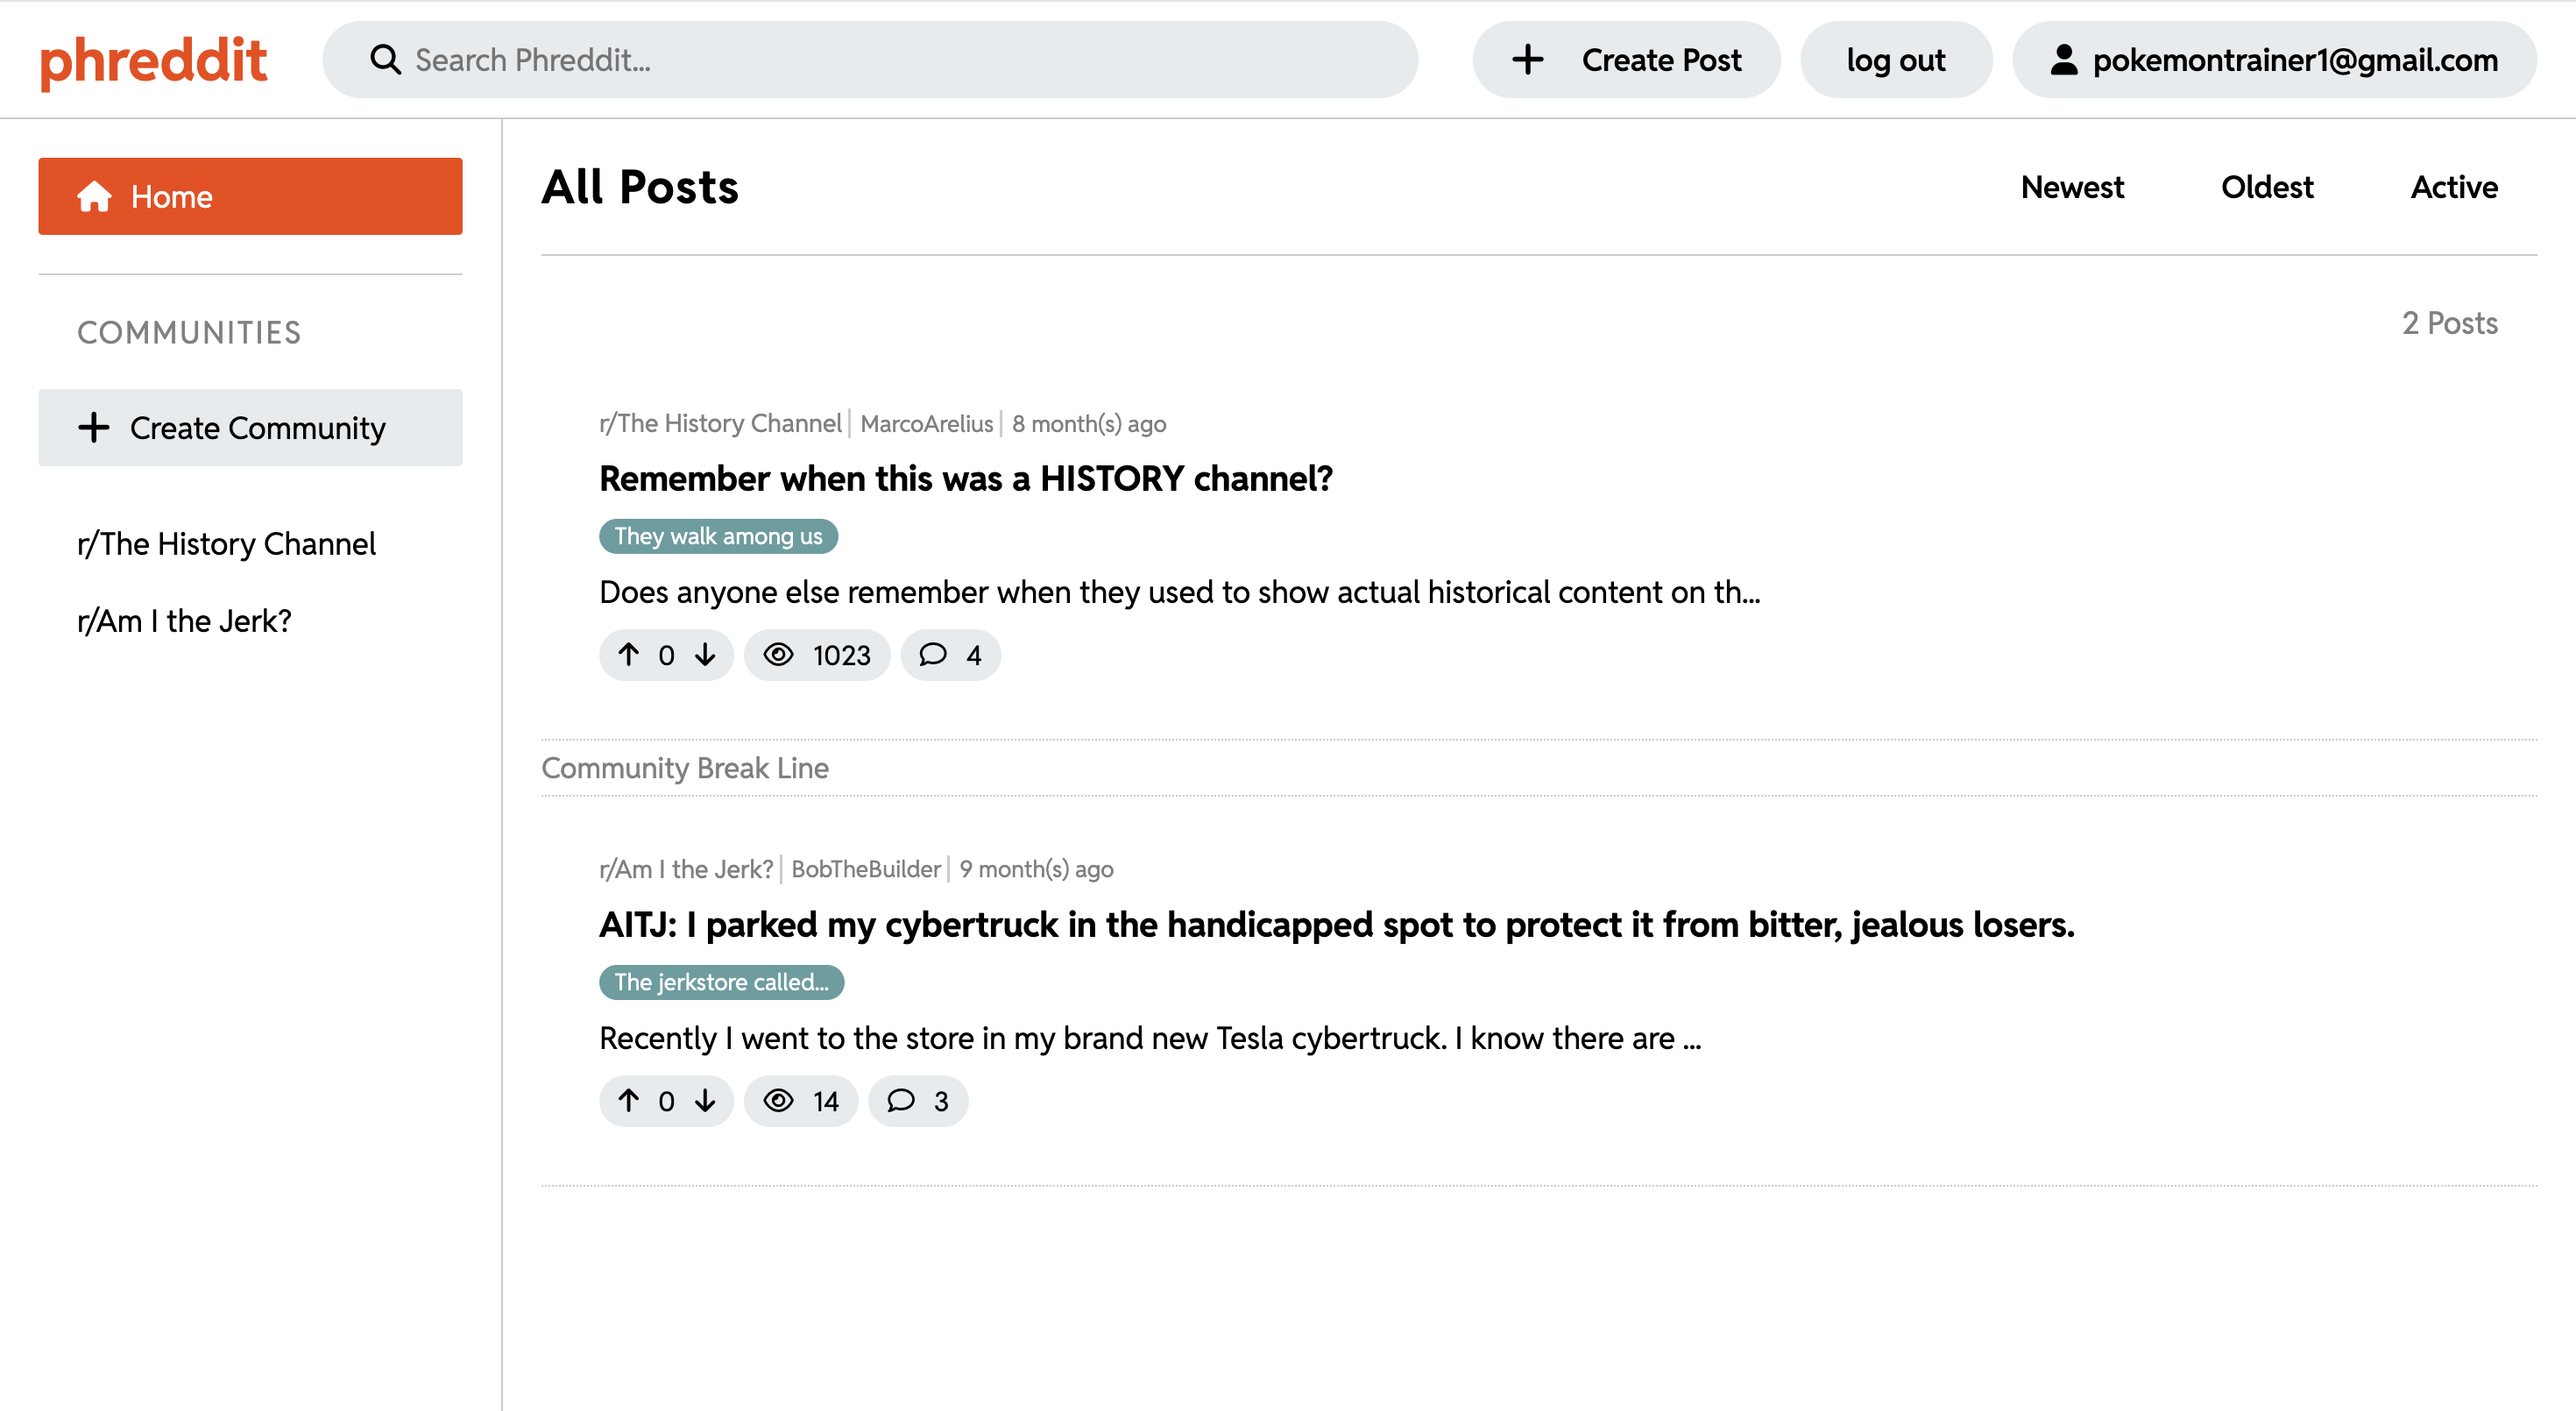 phreddit
Search Phreddit...
Create Post
log out
pokemontrainer1@gmail.com
Home
COMMUNITIES
Create Community
r/The History Channel
r/Am I the Jerk?
All Posts
Newest
Oldest
Active
2 Posts
r/The History Channel | MarcoArelius | 8 month(s) ago
Remember when this was a HISTORY channel?
They walk among us
Does anyone else remember when they used to show actual historical content on th...
0 1023 4
Community Break Line
r/Am I the Jerk? | BobTheBuilder | 9 month(s) ago
AITJ: I parked my cybertruck in the handicapped spot to protect it from bitter, jealous losers.
The jerkstore called...
Recently I went to the store in my brand new Tesla cybertruck. I know there are ...
0 14 3